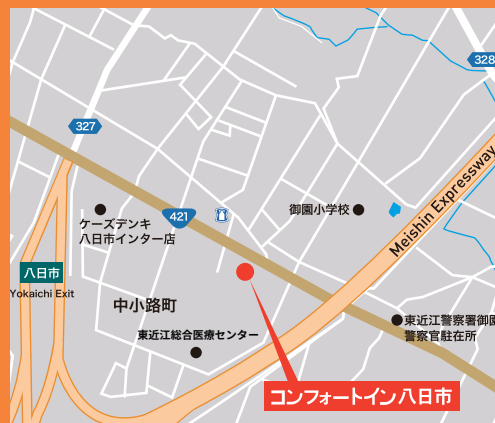 328
327
Meishin Expressway
421
御園小学校
ケーズデンキ
八日市インター店
八日市
Yokaichi Exit
中小路町
東近江警察署御園
警察官駐在所
東近江総合医療センター
コンフォートイン八日市